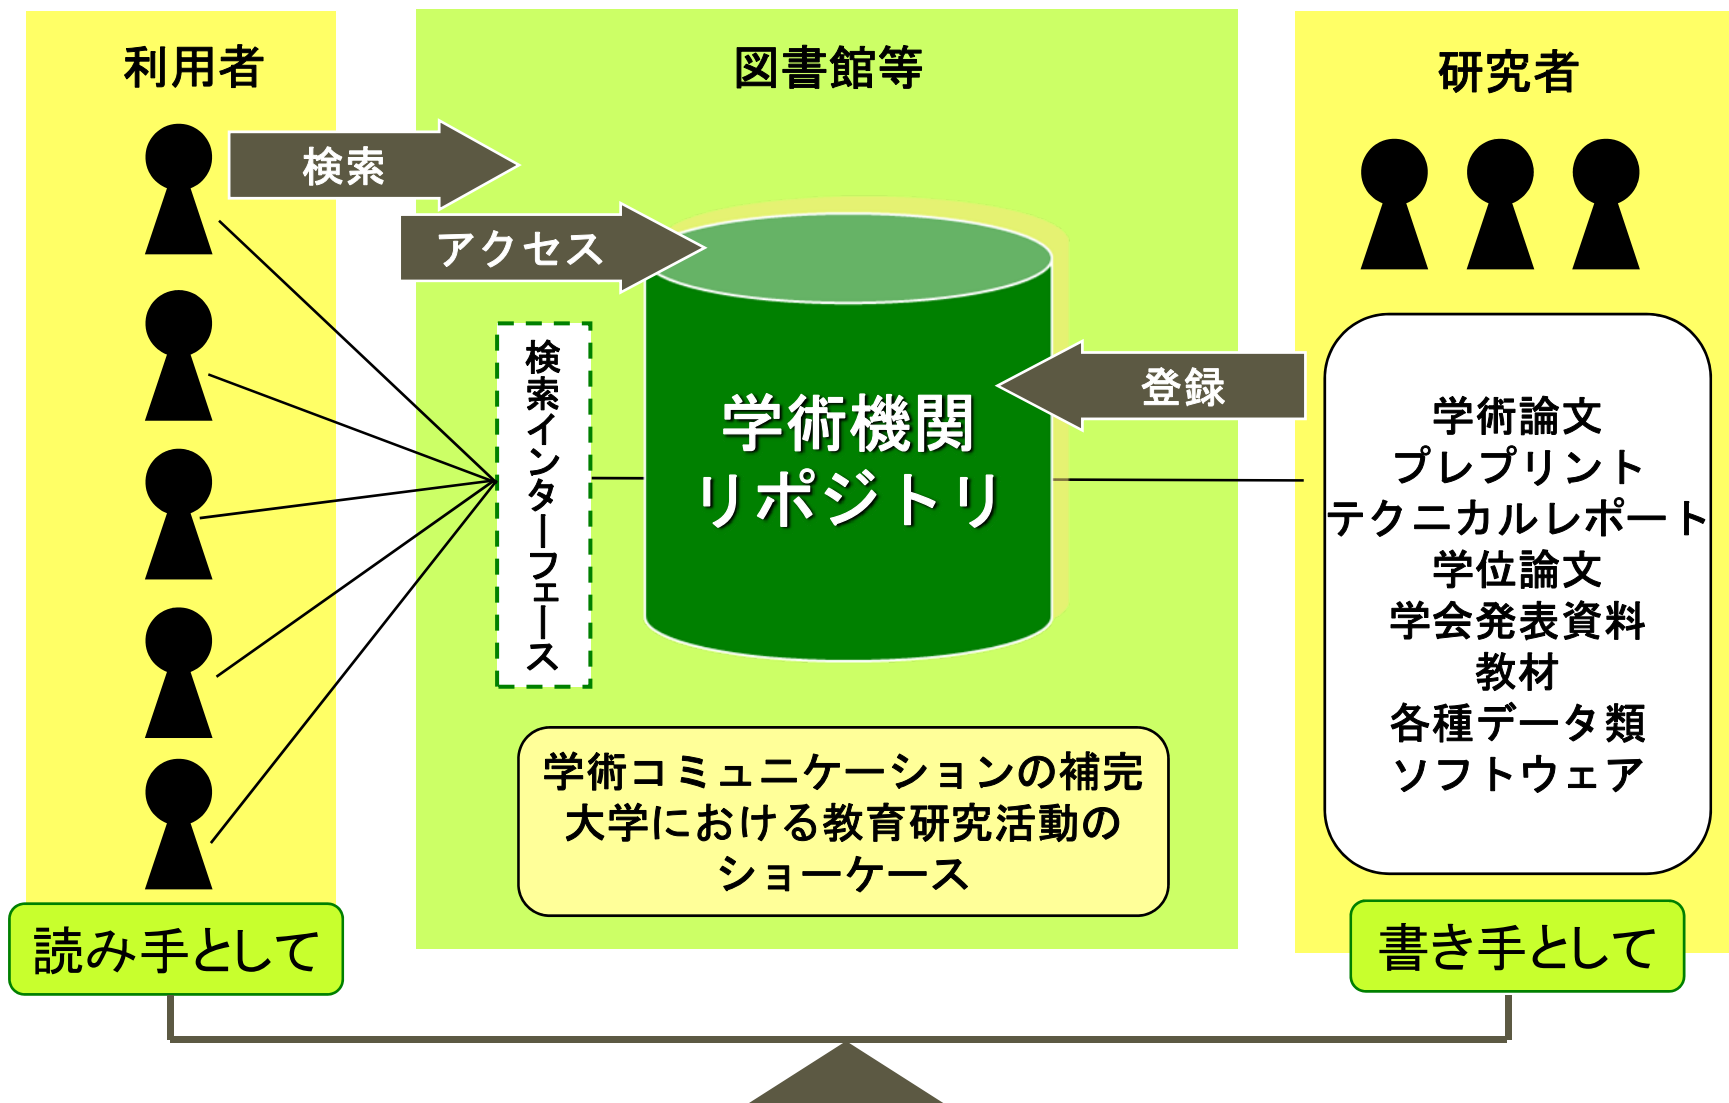 利用者
図書館等
研究者
検索
アクセス
検索インターフェース
学術機関
リポジトリ
登録
学術論文
プレプリント
テクニカルレポート
学位論文
学会発表資料
教材
各種データ類
ソフトウェア
学術コミュニケーションの補完
大学における教育研究活動の
ショーケース
読み手として
書き手として